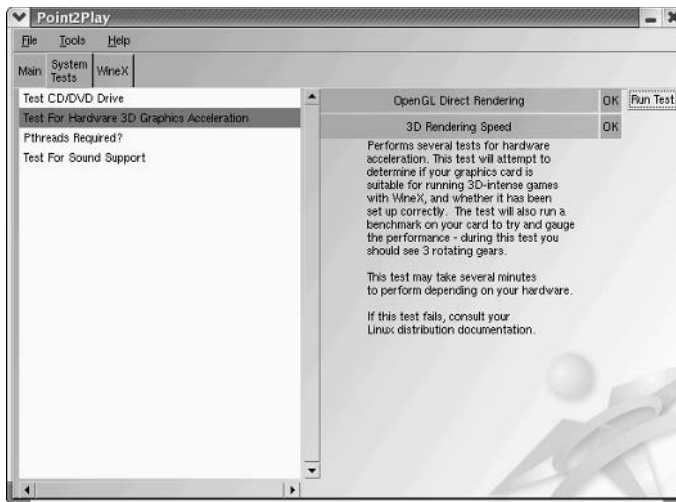 Point2Play
File Tools Help
Main System Tests WineX
Test CD/DVD Drive
Test For Hardware 3D Graphics Acceleration
Pthreads Required?
Test For Sound Support
OpenGL Direct Rendering OK Run Test
3D Rendering Speed OK
Performs several tests for hardware
acceleration. This test will attempt to
determine if your graphics card is
suitable for running 3D-intense games
with WineX, and whether it has been
set up correctly. The test will also run a
benchmark on your card to try and gauge
the performance - during this test you
should see 3 rotating gears.
This test may take several minutes
to perform depending on your hardware.
If this test fails, consult your
Linux distribution documentation.